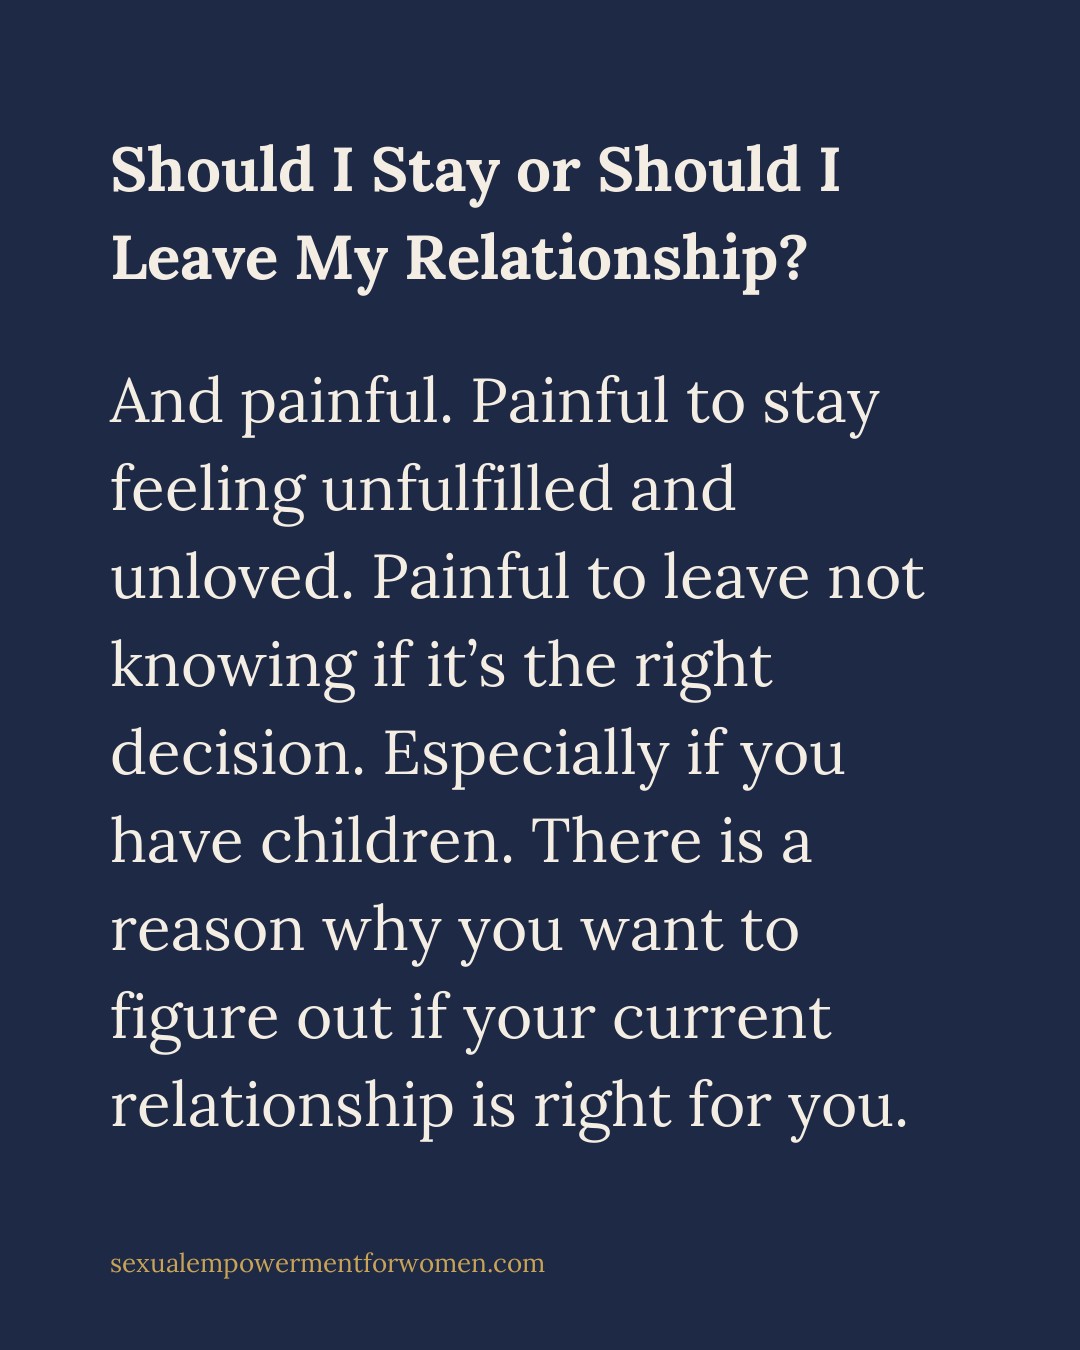 Should I Stay or Should I
Leave My Relationship?
And painful. Painful to stay
feeling unfulfilled and
unloved. Painful to leave not
knowing if it’s the right
decision. Especially if you
have children. There is a
reason why you want to
figure out if your current
relationship is right for you.
sexualempowermentforwomen.com